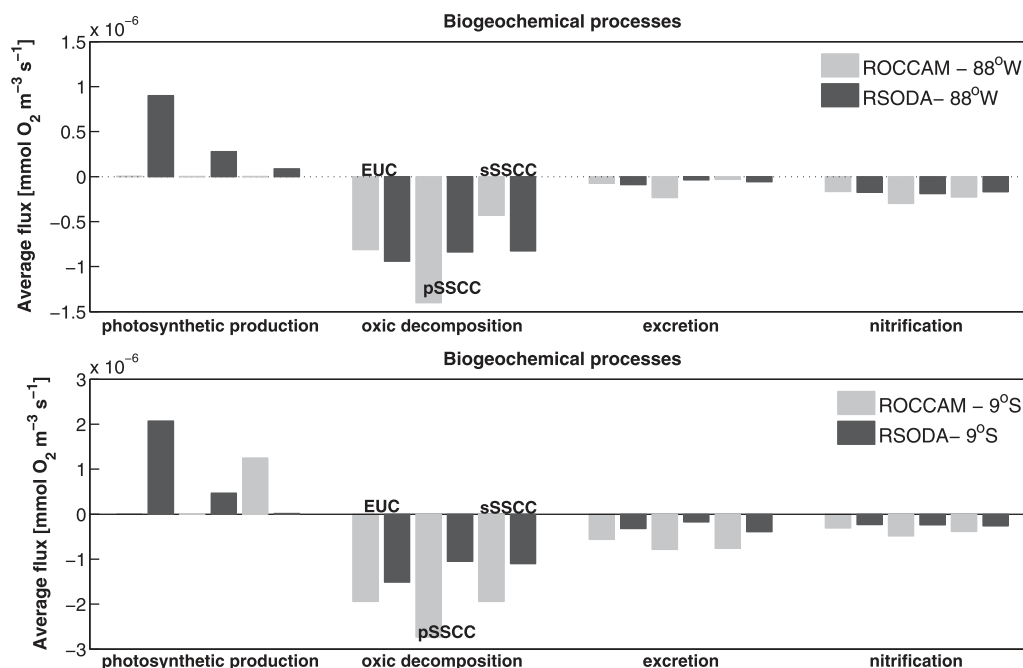 Biogeochemical processes
x 10⁻⁶
Average flux [mmol O₂ m⁻³ s⁻¹]
1.5
1
0.5
0
−0.5
−1
−1.5
ROCCAM − 88°W
RSODA− 88°W
EUC
sSSCC
pSSCC
photosynthetic production
oxic decomposition
excretion
nitrification
Biogeochemical processes
x 10⁻⁶
Average flux [mmol O₂ m⁻³ s⁻¹]
3
2
1
0
−1
−2
−3
ROCCAM − 9°S
RSODA− 9°S
EUC
sSSCC
pSSCC
photosynthetic production
oxic decomposition
excretion
nitrification